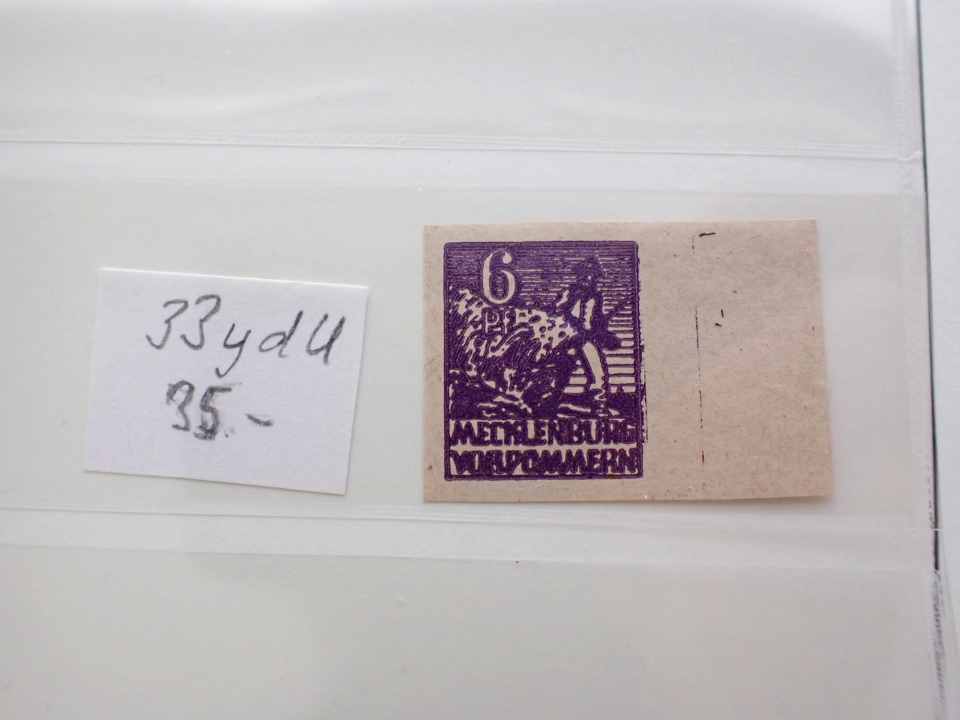 33ydU
35.-
6
Pf
MECKLENBURG
VORPOMMERN